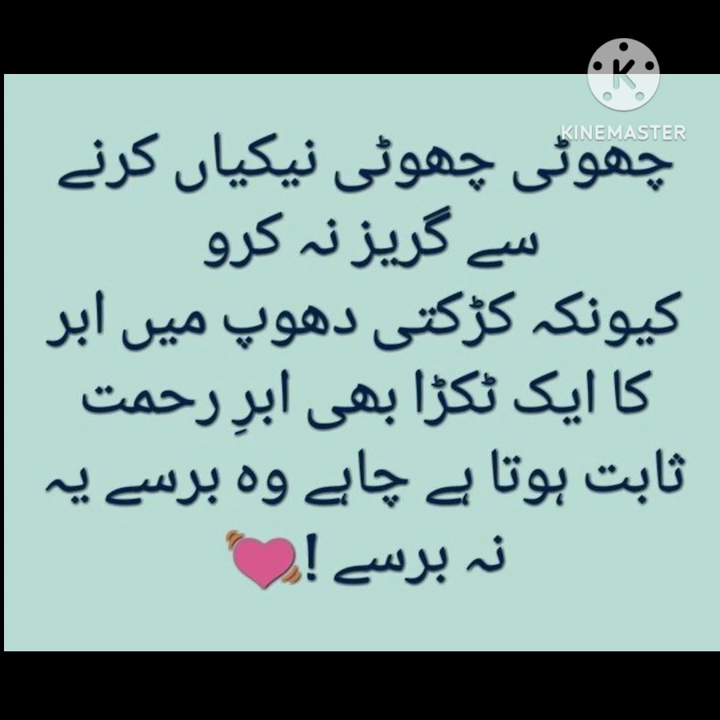 KINEMASTER
چھوٹی چھوٹی نیکیاں کرنے
سے گریز نہ کرو
کیونکہ کڑکتی دھوپ میں ابر
کا ایک ٹکڑا بھی ابرِ رحمت
ثابت ہوتا ہے چاہے وہ برسے یہ
نہ برسے !💘